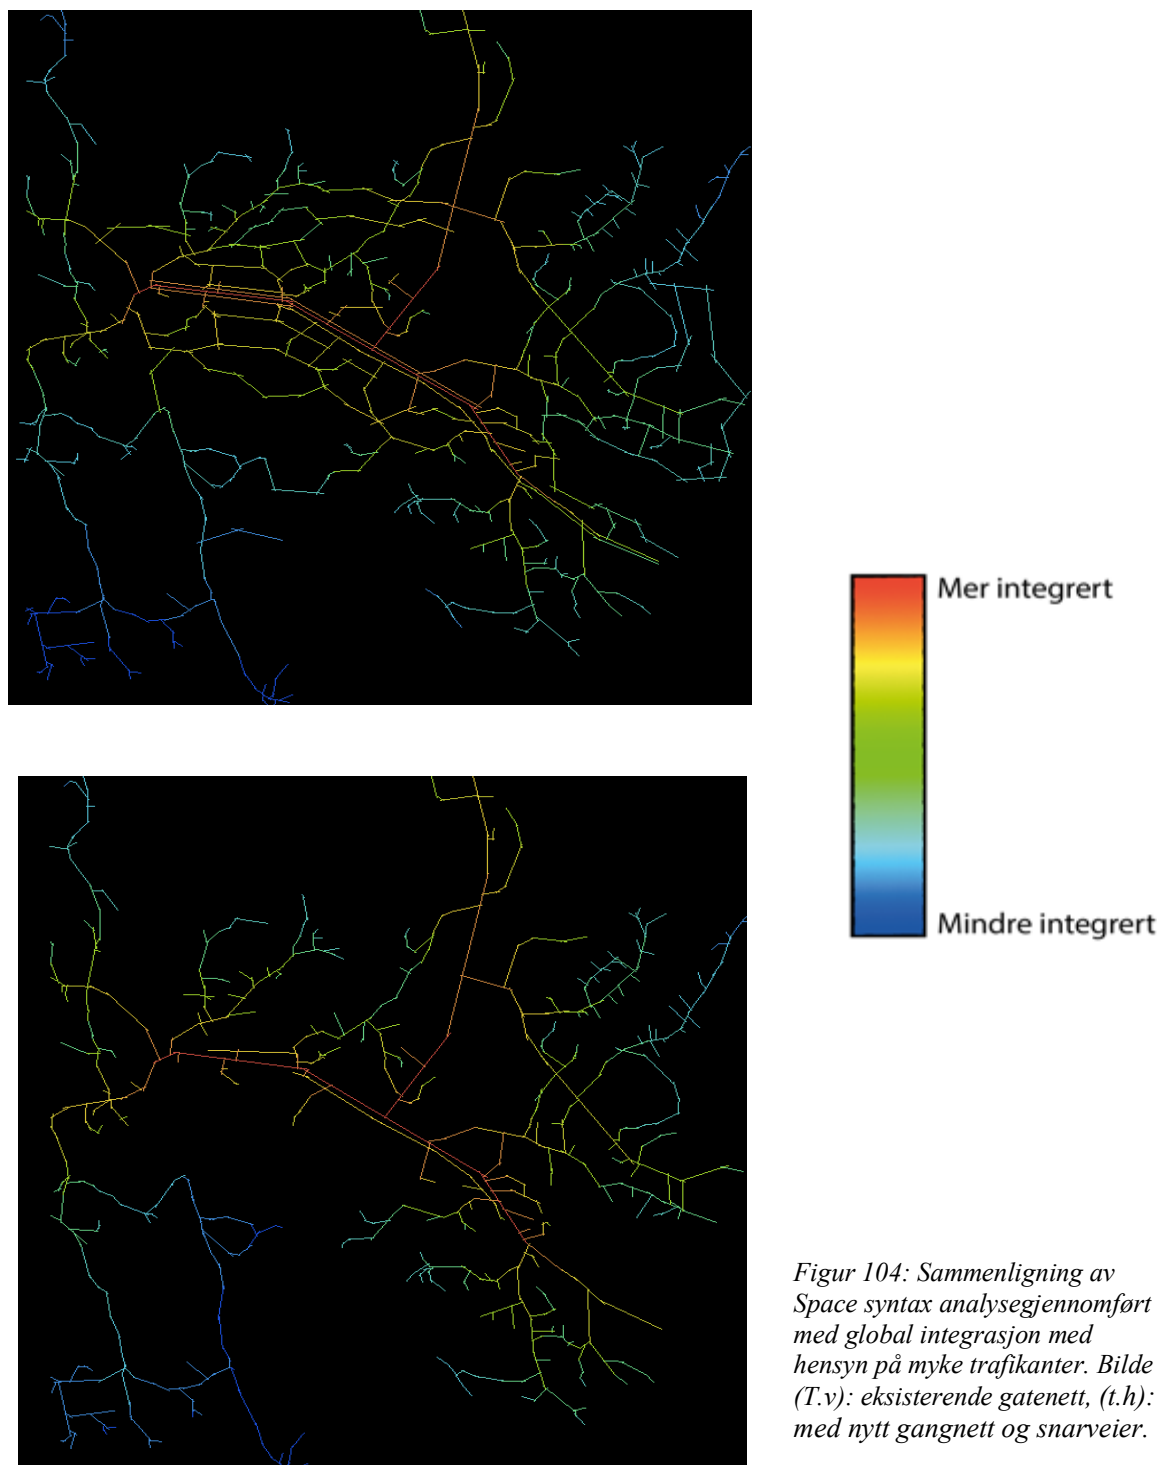 Mer integrert
Mindre integrert
Figur 104: Sammenligning av
Space syntax analysegjennomført
med global integrasjon med
hensyn på myke trafikanter. Bilde
(T.v): eksisterende gatenett, (t.h):
med nytt gangnett og snarveier.